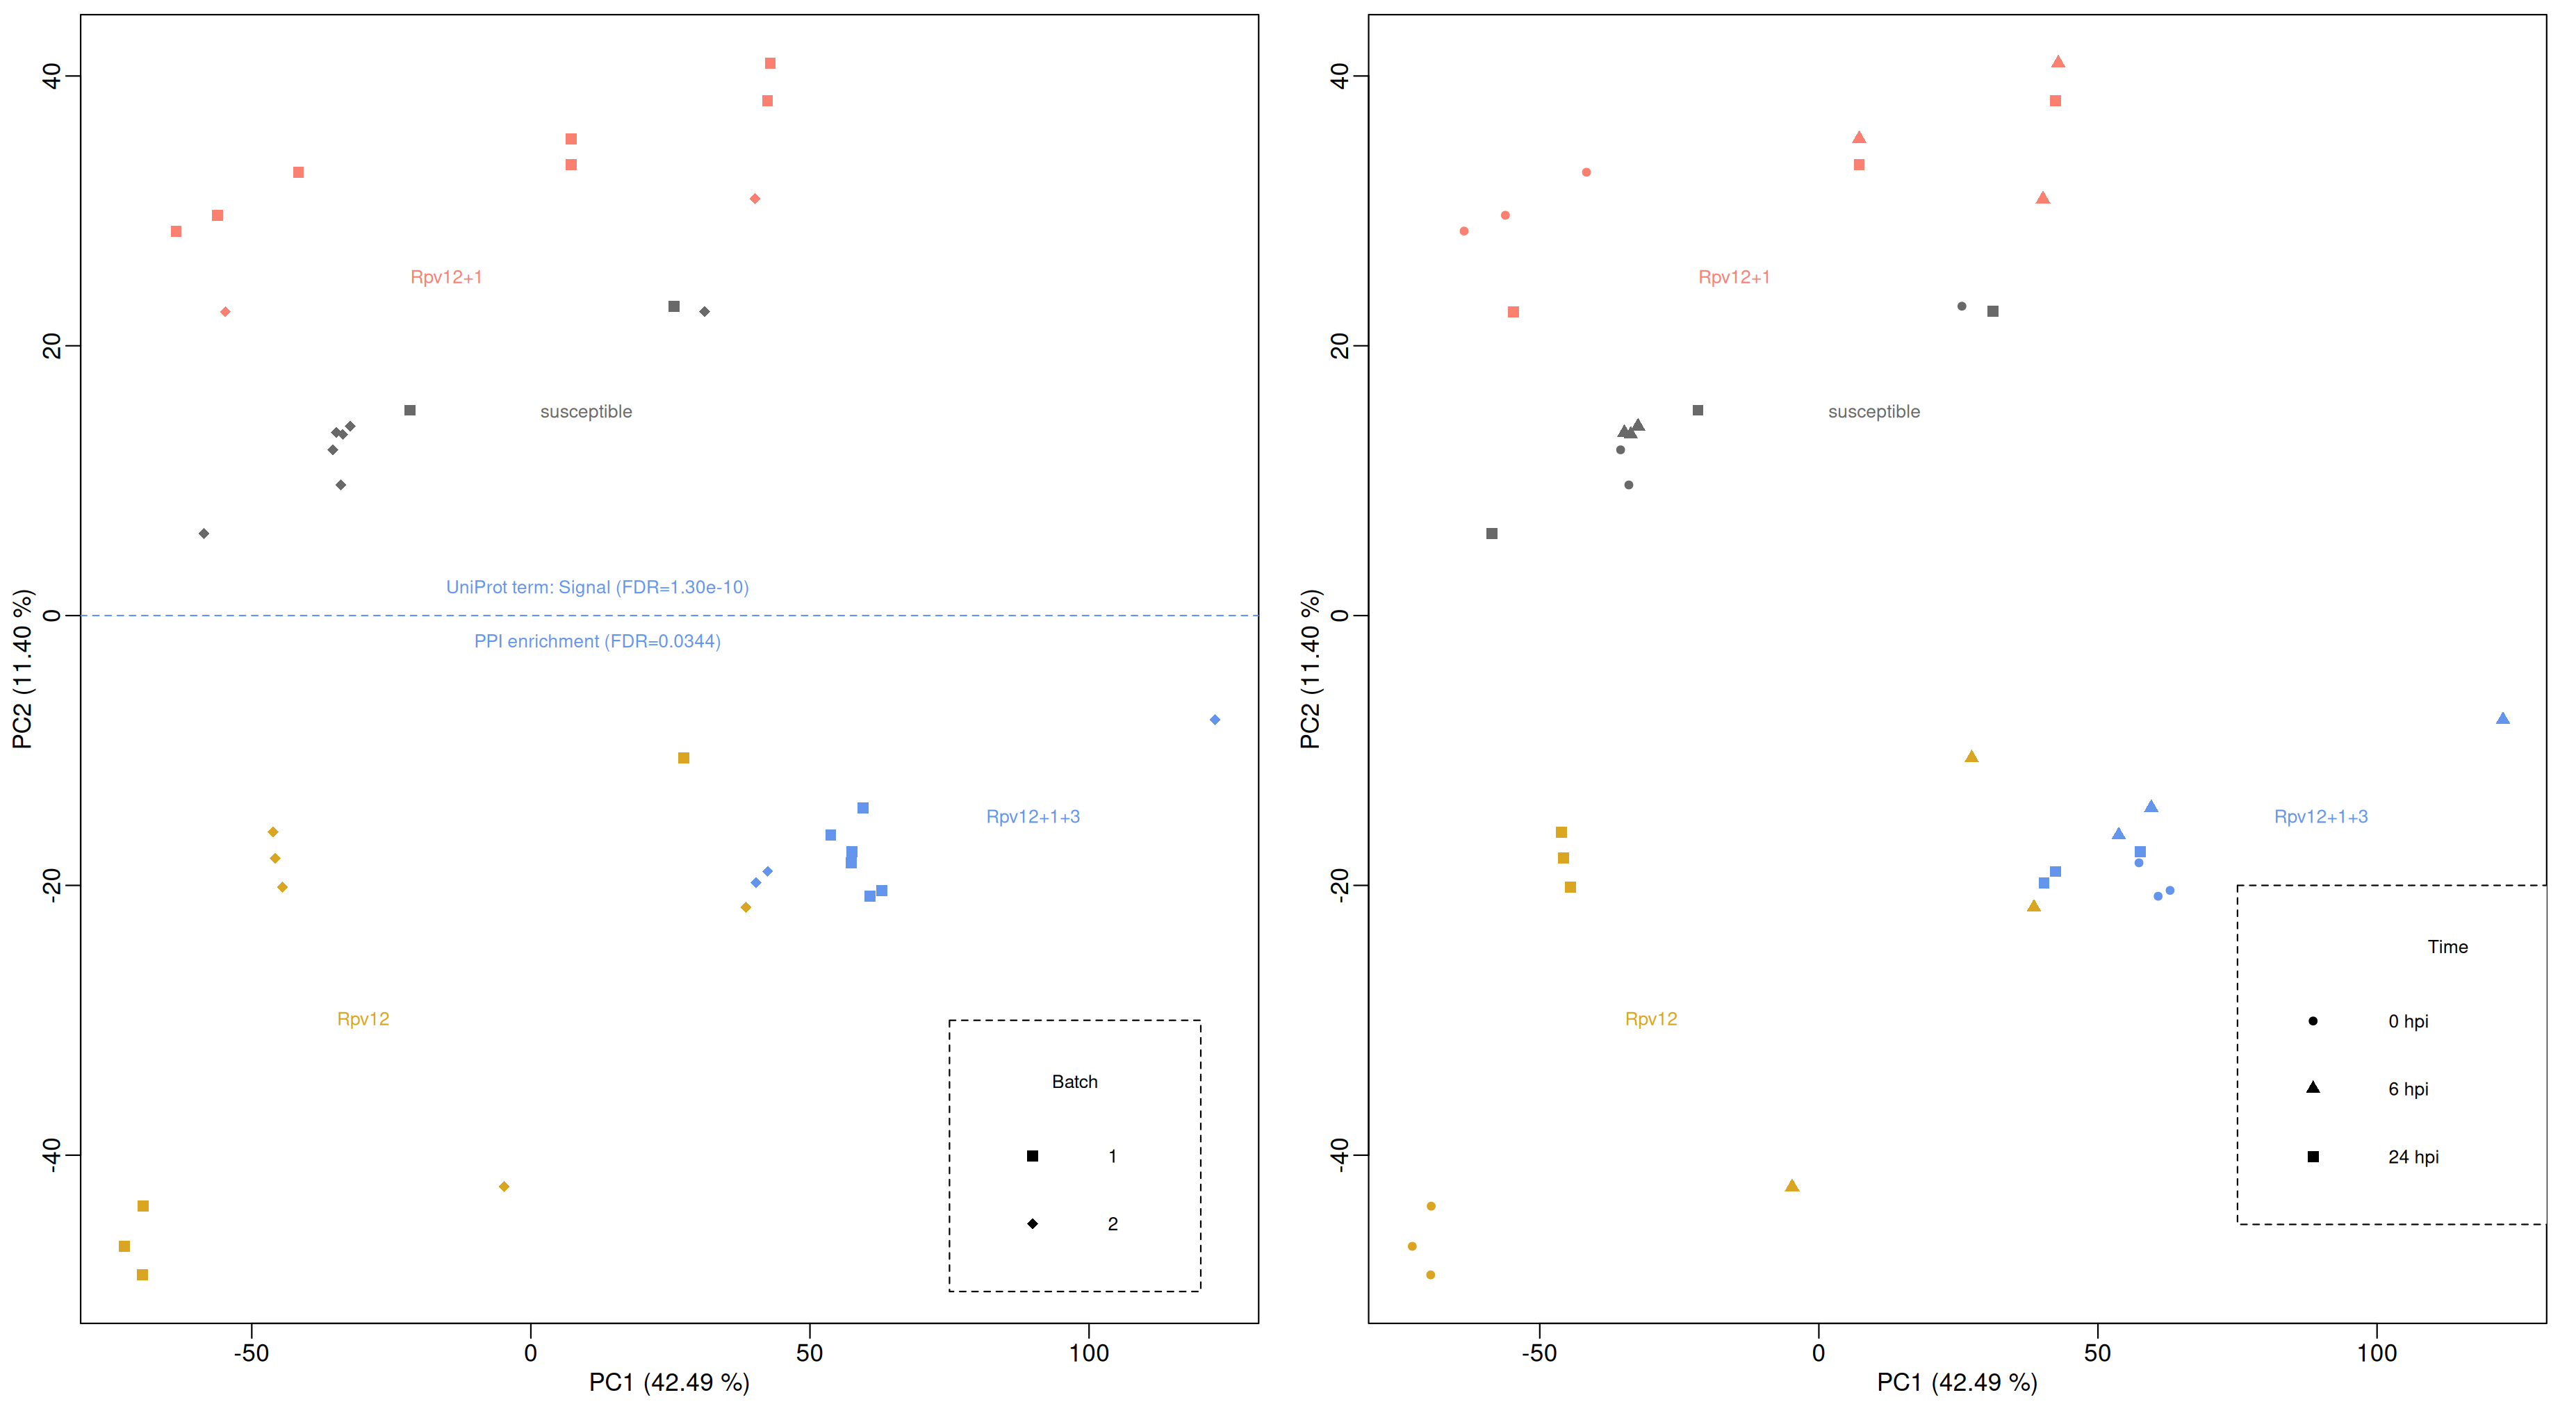 40
20
0
-20
-40
PC2 (11.40 %)
Rpv12+1
susceptible
UniProt term: Signal (FDR=1.30e-10)
PPI enrichment (FDR=0.0344)
Rpv12+1+3
Rpv12
Batch
1
2
-50
0
50
100
PC1 (42.49 %)
40
20
0
-20
-40
PC2 (11.40 %)
Rpv12+1
susceptible
Rpv12+1+3
Rpv12
Time
0 hpi
6 hpi
24 hpi
-50
0
50
100
PC1 (42.49 %)